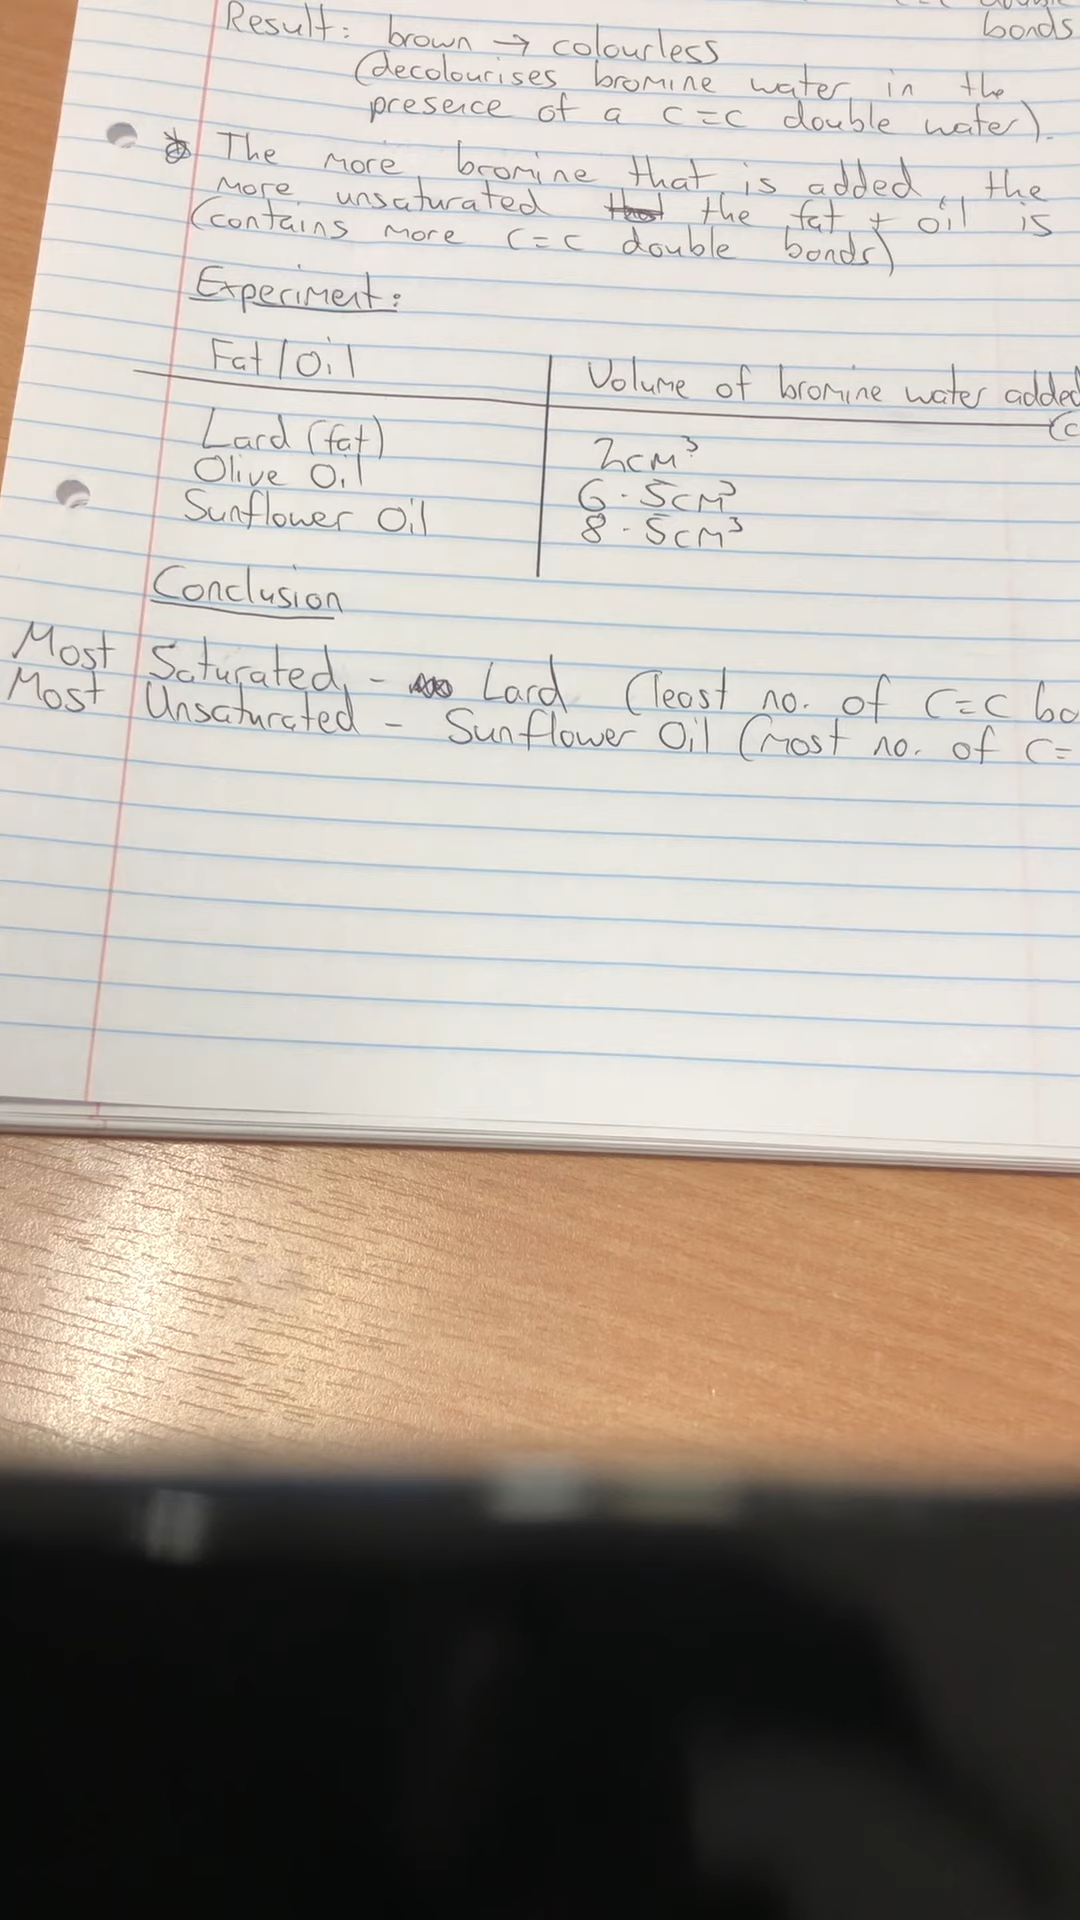 bonds
Result: brown → colourless
(decolourises bromine water in the
presence of a C=C double water).
* The more bromine that is added, the
more unsaturated the fat + oil is
(contains more C=C double bonds)
Experiment:
Fat/Oil Volume of bromine water added
(c
Lard (fat) 2cm³
Olive Oil 6.5cm³
Sunflower Oil 8.5cm³
Conclusion
Most Saturated - Lard (least no. of C=C bo
Most Unsaturated - Sunflower Oil (most no. of C=